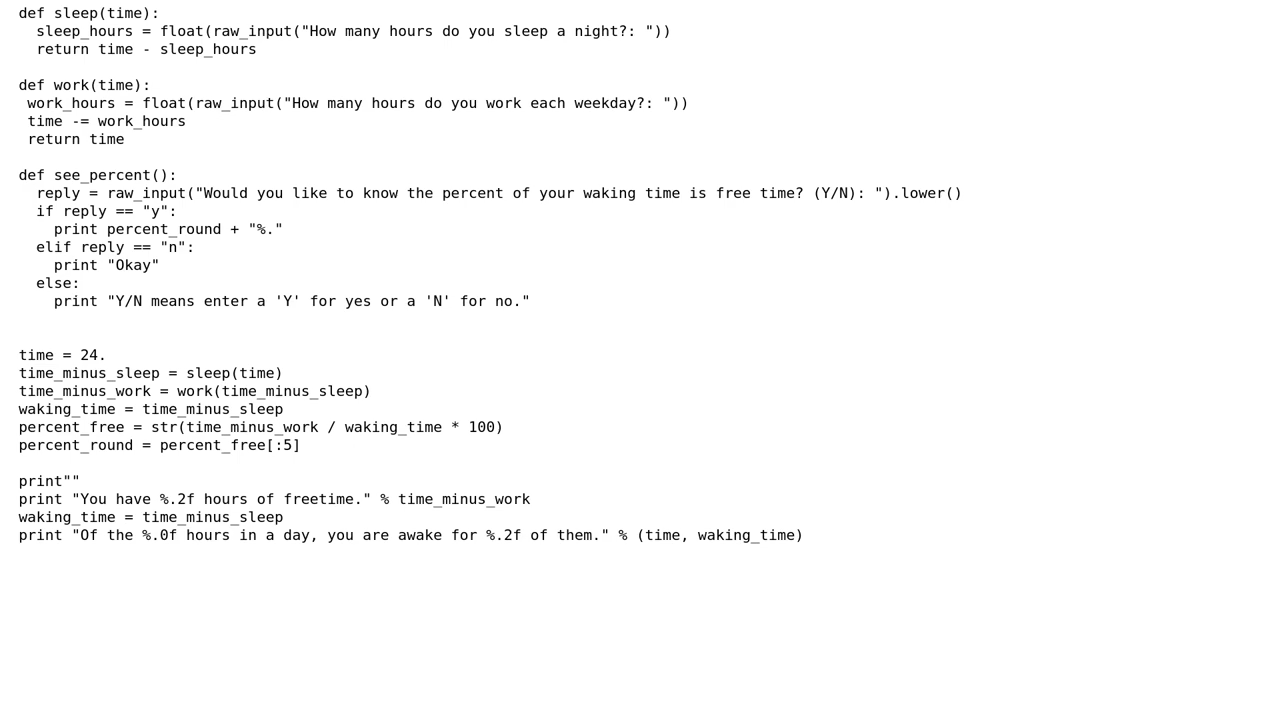 def sleep(time):
  sleep_hours = float(raw_input("How many hours do you sleep a night?: "))
  return time - sleep_hours

def work(time):
 work_hours = float(raw_input("How many hours do you work each weekday?: "))
 time -= work_hours
 return time

def see_percent():
  reply = raw_input("Would you like to know the percent of your waking time is free time? (Y/N): ").lower()
  if reply == "y":
    print percent_round + "%."
  elif reply == "n":
    print "Okay"
  else:
    print "Y/N means enter a 'Y' for yes or a 'N' for no."


time = 24.
time_minus_sleep = sleep(time)
time_minus_work = work(time_minus_sleep)
waking_time = time_minus_sleep
percent_free = str(time_minus_work / waking_time * 100)
percent_round = percent_free[:5]

print""
print "You have %.2f hours of freetime." % time_minus_work
waking_time = time_minus_sleep
print "Of the %.0f hours in a day, you are awake for %.2f of them." % (time, waking_time)